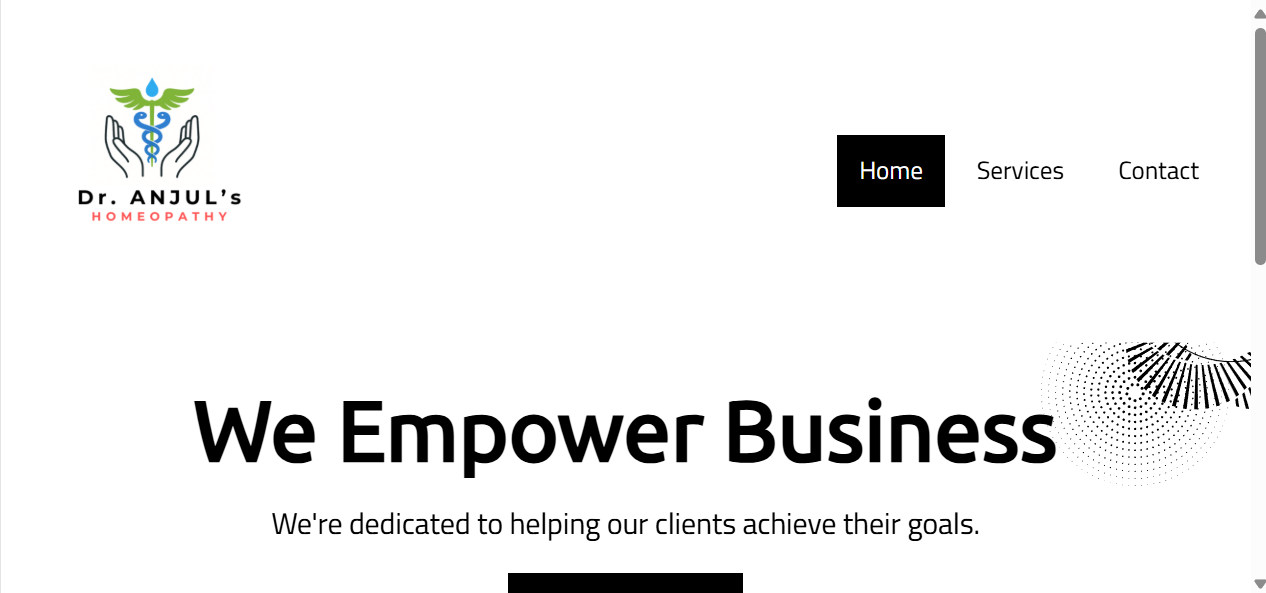 Dr. ANJUL’s
HOMEOPATHY
Home
Services
Contact
We Empower Business
We're dedicated to helping our clients achieve their goals.